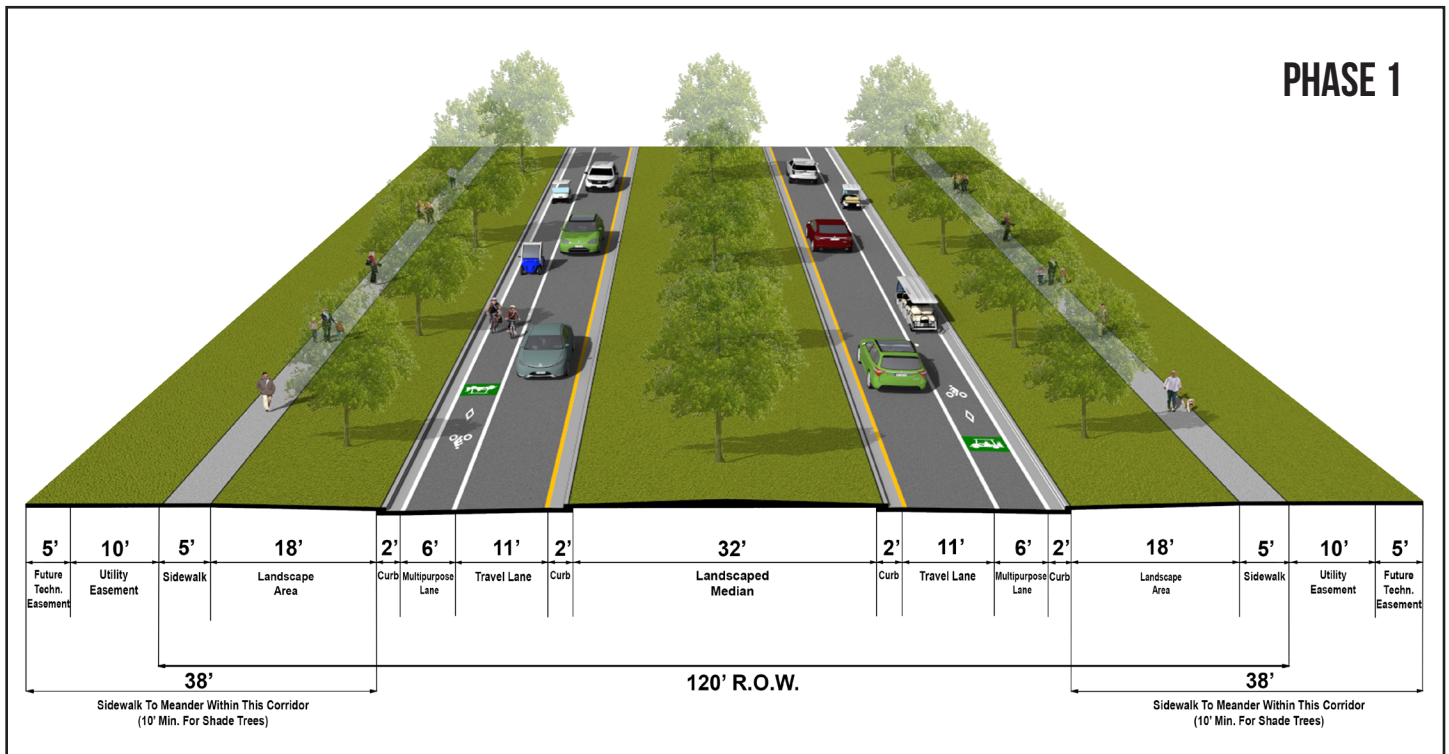 PHASE 1
5' 10' 5' 18' 2' 6' 11' 2' 32' 2' 11' 6' 2' 18' 5' 10' 5'
Future
Techn.
Easement
Utility
Easement
Sidewalk
Landscape
Area
Curb
Multipurpose
Lane
Travel Lane
Curb
Landscaped
Median
Curb
Travel Lane
Multipurpose
Lane
Curb
Landscape
Area
Sidewalk
Utility
Easement
Future
Techn.
Easement
38'
Sidewalk To Meander Within This Corridor
(10' Min. For Shade Trees)
120' R.O.W.
38'
Sidewalk To Meander Within This Corridor
(10' Min. For Shade Trees)